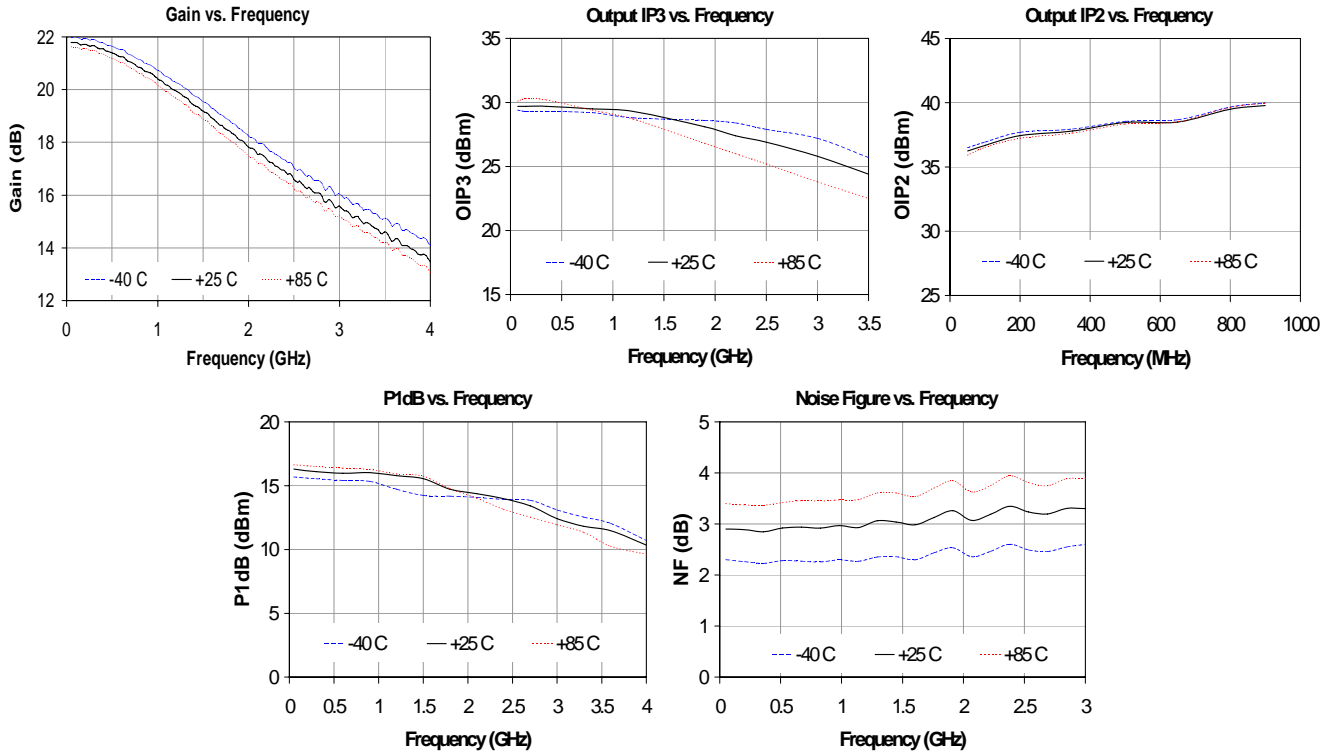 Gain vs. Frequency
22
20
18
16
14
12
Gain (dB)
-40 C +25 C +85 C
0 1 2 3 4
Frequency (GHz)
Output IP3 vs. Frequency
35
30
25
20
15
OIP3 (dBm)
-40 C +25 C +85 C
0 0.5 1 1.5 2 2.5 3 3.5
Frequency (GHz)
Output IP2 vs. Frequency
45
40
35
30
25
OIP2 (dBm)
-40 C +25 C +85 C
0 200 400 600 800 1000
Frequency (MHz)
P1dB vs. Frequency
20
15
10
5
0
P1dB (dBm)
-40 C +25 C +85 C
0 0.5 1 1.5 2 2.5 3 3.5 4
Frequency (GHz)
Noise Figure vs. Frequency
5
4
3
2
1
0
NF (dB)
-40 C +25 C +85 C
0 0.5 1 1.5 2 2.5 3
Frequency (GHz)